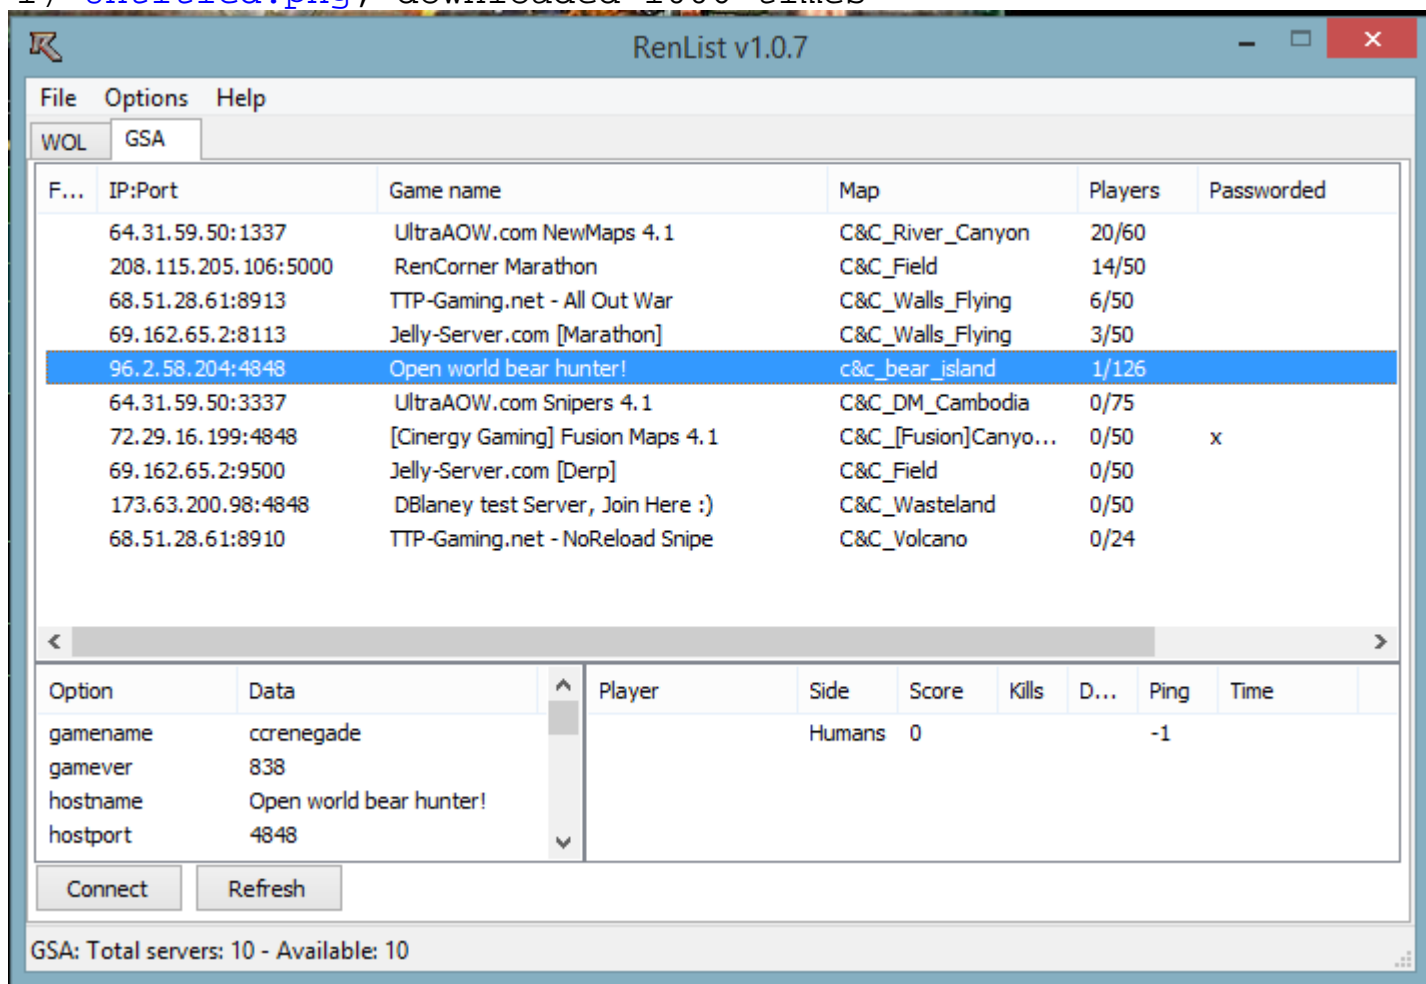 1) Untitled.png, downloaded 1000 times
RenList v1.0.7
File Options Help
WOL GSA
F... IP:Port Game name Map Players Passworded
64.31.59.50:1337 UltraAOW.com NewMaps 4.1 C&C_River_Canyon 20/60
208.115.205.106:5000 RenCorner Marathon C&C_Field 14/50
68.51.28.61:8913 TTP-Gaming.net - All Out War C&C_Walls_Flying 6/50
69.162.65.2:8113 Jelly-Server.com [Marathon] C&C_Walls_Flying 3/50
96.2.58.204:4848 Open world bear hunter! c&c_bear_island 1/126
64.31.59.50:3337 UltraAOW.com Snipers 4.1 C&C_DM_Cambodia 0/75
72.29.16.199:4848 [Cinergy Gaming] Fusion Maps 4.1 C&C_[Fusion]Canyo... 0/50 x
69.162.65.2:9500 Jelly-Server.com [Derp] C&C_Field 0/50
173.63.200.98:4848 DBlaney test Server, Join Here :) C&C_Wasteland 0/50
68.51.28.61:8910 TTP-Gaming.net - NoReload Snipe C&C_Volcano 0/24
Option Data Player Side Score Kills D... Ping Time
gamename ccrenegade Humans 0 -1
gamever 838
hostname Open world bear hunter!
hostport 4848
Connect Refresh
GSA: Total servers: 10 - Available: 10